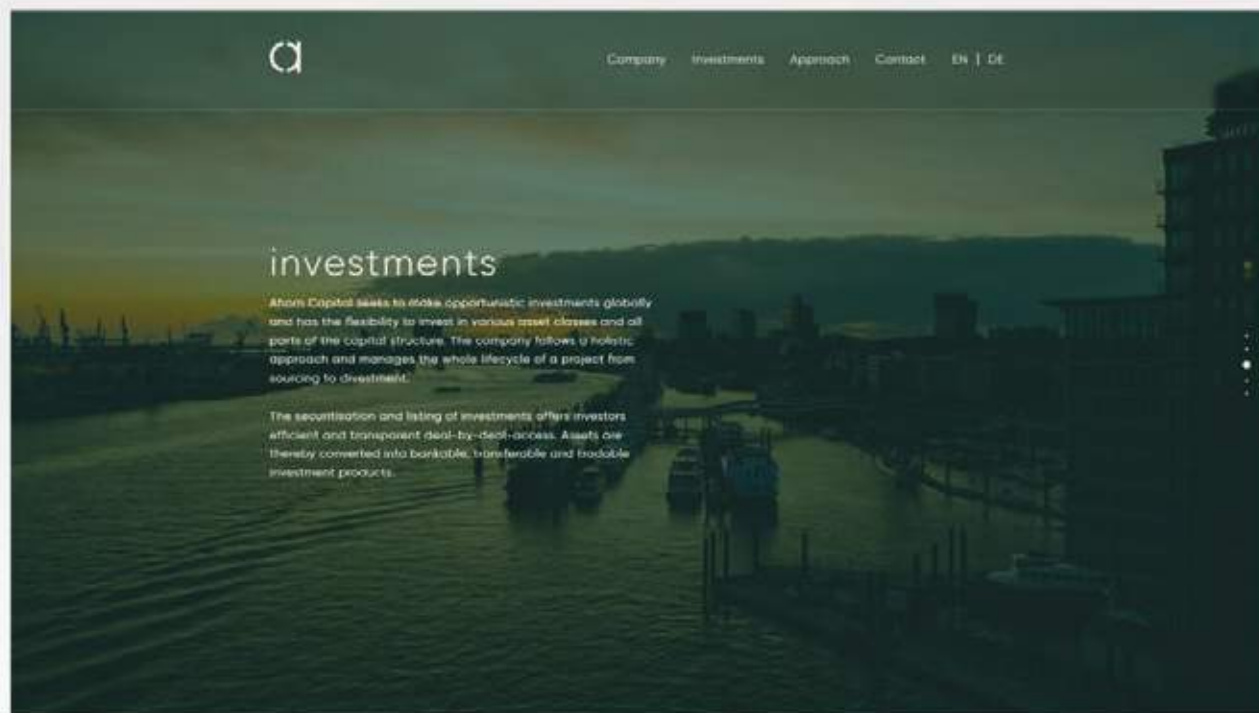 a
Company Investments Approach Contact EN | DE
investments
Ahorn Capital seeks to make opportunistic investments globally
and has the flexibility to invest in various asset classes and all
parts of the capital structure. The company follows a holistic
approach and manages the whole lifecycle of a project from
sourcing to divestment.
The securitisation and listing of investments offers investors
efficient and transparent deal-by-deal-access. Assets are
thereby converted into bankable, transferable and tradable
investment products.